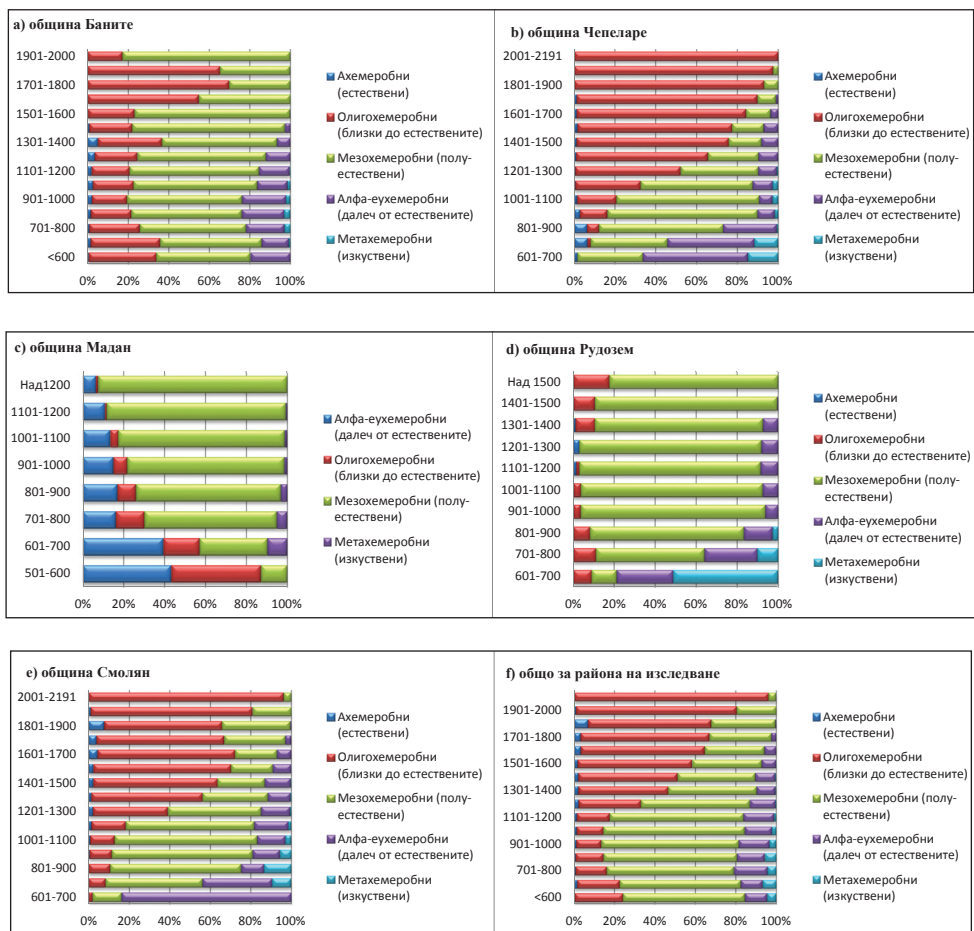 a) община Баните
1901-2000
1701-1800
1501-1600
1301-1400
1101-1200
901-1000
701-800
<600
0% 20% 40% 60% 80% 100%
Ахемеробни
(естествени)
Олигохемеробни
(близки до естествените)
Мезохемеробни (полу-
естествени)
Алфа-еухемеробни
(далеч от естествените)
Метахемеробни
(изкуствени)
b) община Чепеларе
2001-2191
1801-1900
1601-1700
1401-1500
1201-1300
1001-1100
801-900
601-700
0% 20% 40% 60% 80% 100%
Ахемеробни
(естествени)
Олигохемеробни
(близки до естествените)
Мезохемеробни (полу-
естествени)
Алфа-еухемеробни
(далеч от естествените)
Метахемеробни
(изкуствени)
c) община Мадан
Над1200
1101-1200
1001-1100
901-1000
801-900
701-800
601-700
501-600
0% 20% 40% 60% 80% 100%
Алфа-еухемеробни
(далеч от естествените)
Олигохемеробни
(близки до естествените)
Мезохемеробни (полу-
естествени)
Метахемеробни
(изкуствени)
d) община Рудозем
Над 1500
1401-1500
1301-1400
1201-1300
1101-1200
1001-1100
901-1000
801-900
701-800
601-700
0% 20% 40% 60% 80% 100%
Ахемеробни
(естествени)
Олигохемеробни
(близки до естествените)
Мезохемеробни (полу-
естествени)
Алфа-еухемеробни
(далеч от естествените)
Метахемеробни
(изкуствени)
e) община Смолян
2001-2191
1801-1900
1601-1700
1401-1500
1201-1300
1001-1100
801-900
601-700
0% 20% 40% 60% 80% 100%
Ахемеробни
(естествени)
Олигохемеробни
(близки до естествените)
Мезохемеробни (полу-
естествени)
Алфа-еухемеробни
(далеч от естествените)
Метахемеробни
(изкуствени)
f) общо за района на изследване
1901-2000
1701-1800
1501-1600
1301-1400
1101-1200
901-1000
701-800
<600
0% 20% 40% 60% 80% 100%
Ахемеробни
(естествени)
Олигохемеробни
(близки до естествените)
Мезохемеробни (полу-
естествени)
Алфа-еухемеробни
(далеч от естествените)
Метахемеробни
(изкуствени)